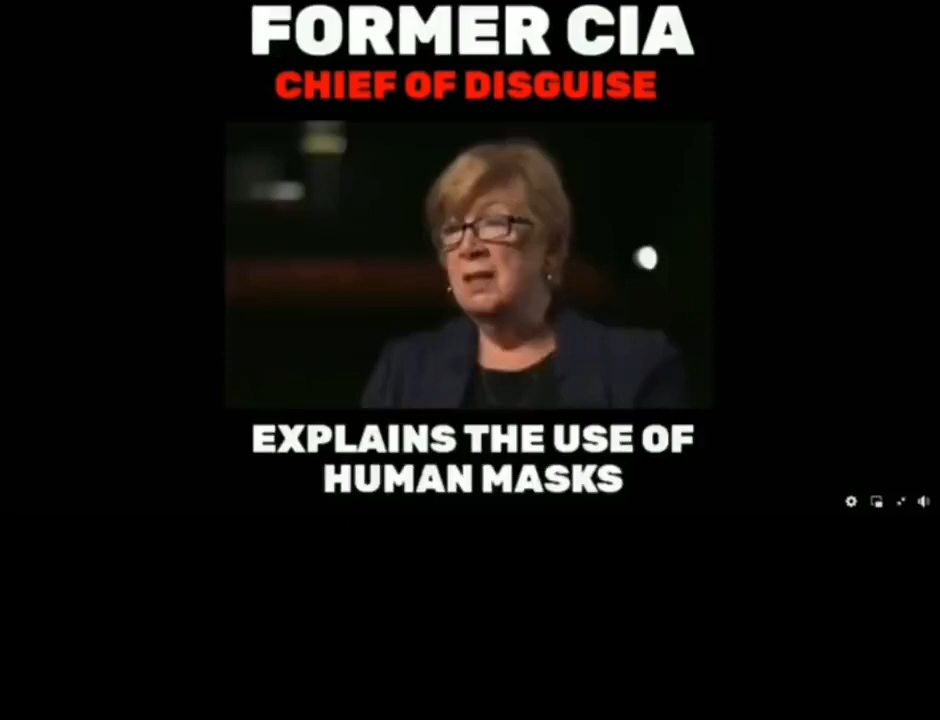 FORMER CIA
CHIEF OF DISGUISE
EXPLAINS THE USE OF
HUMAN MASKS